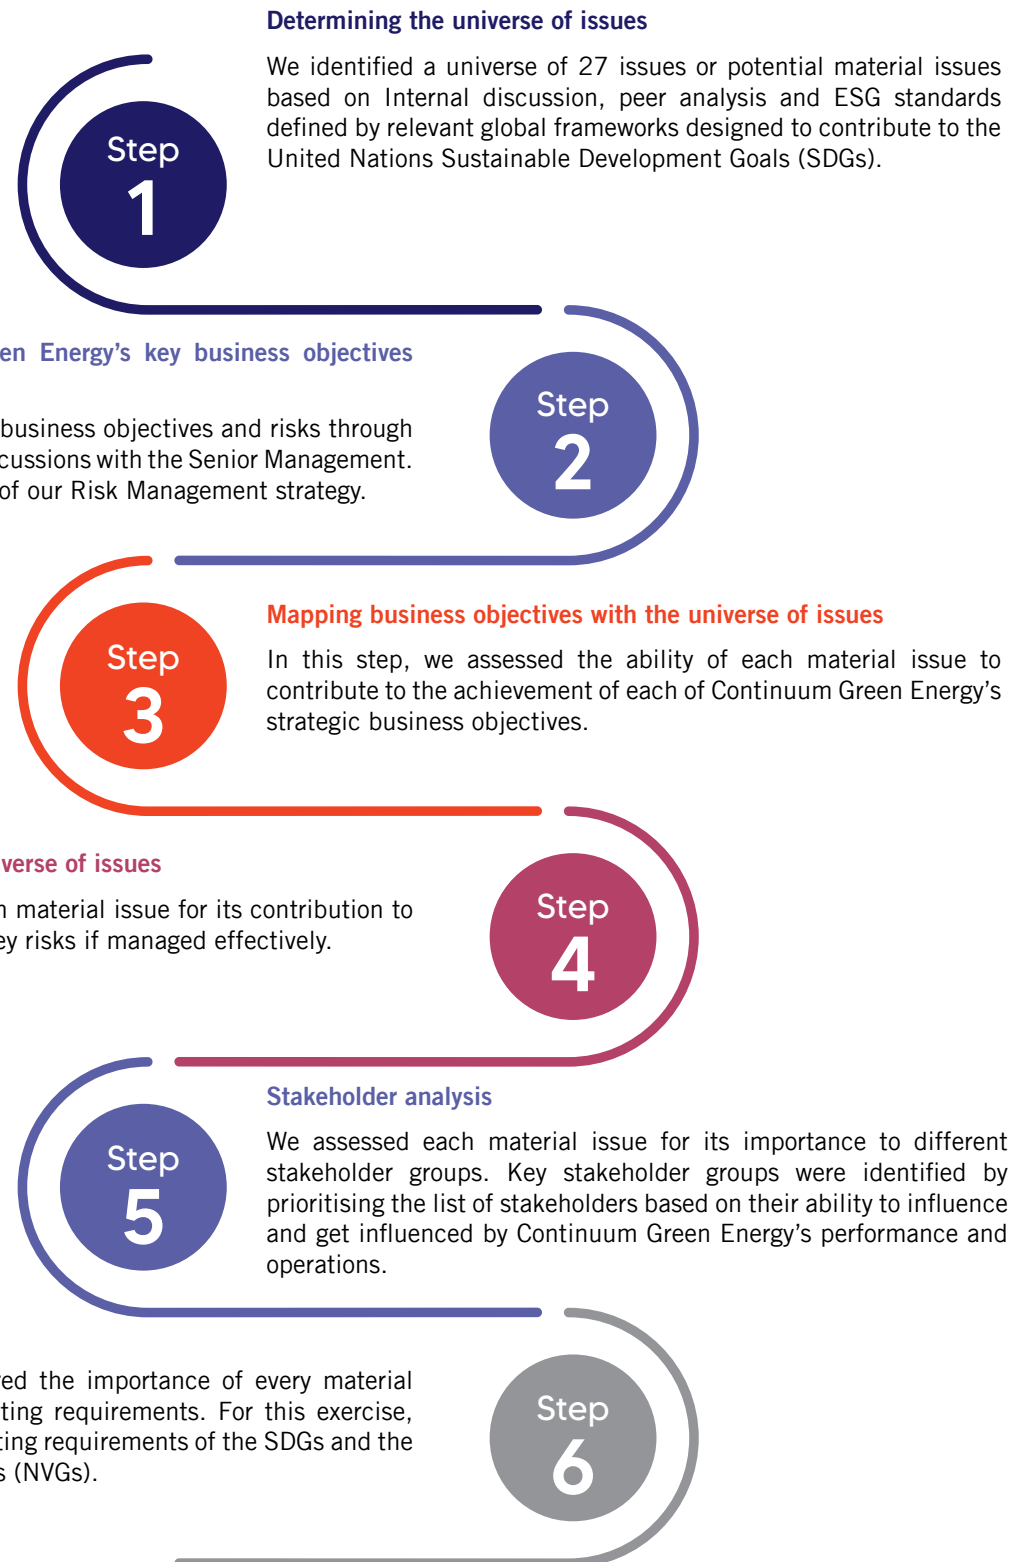 Determining the universe of issues
We identified a universe of 27 issues or potential material issues
based on Internal discussion, peer analysis and ESG standards
defined by relevant global frameworks designed to contribute to the
United Nations Sustainable Development Goals (SDGs).
Step
1
Energy's key business objectives
business objectives and risks through
with the Senior Management.
of our Risk Management strategy.
Step
2
Step
3
Mapping business objectives with the universe of issues
In this step, we assessed the ability of each material issue to
contribute to the achievement of each of Continuum Green Energy's
strategic business objectives.
of issues
material issue for its contribution to
risks if managed effectively.
Step
4
Step
5
Stakeholder analysis
We assessed each material issue for its importance to different
stakeholder groups. Key stakeholder groups were identified by
prioritising the list of stakeholders based on their ability to influence
and get influenced by Continuum Green Energy's performance and
operations.
the importance of every material
requirements. For this exercise,
requirements of the SDGs and the
(NVGs).
Step
6